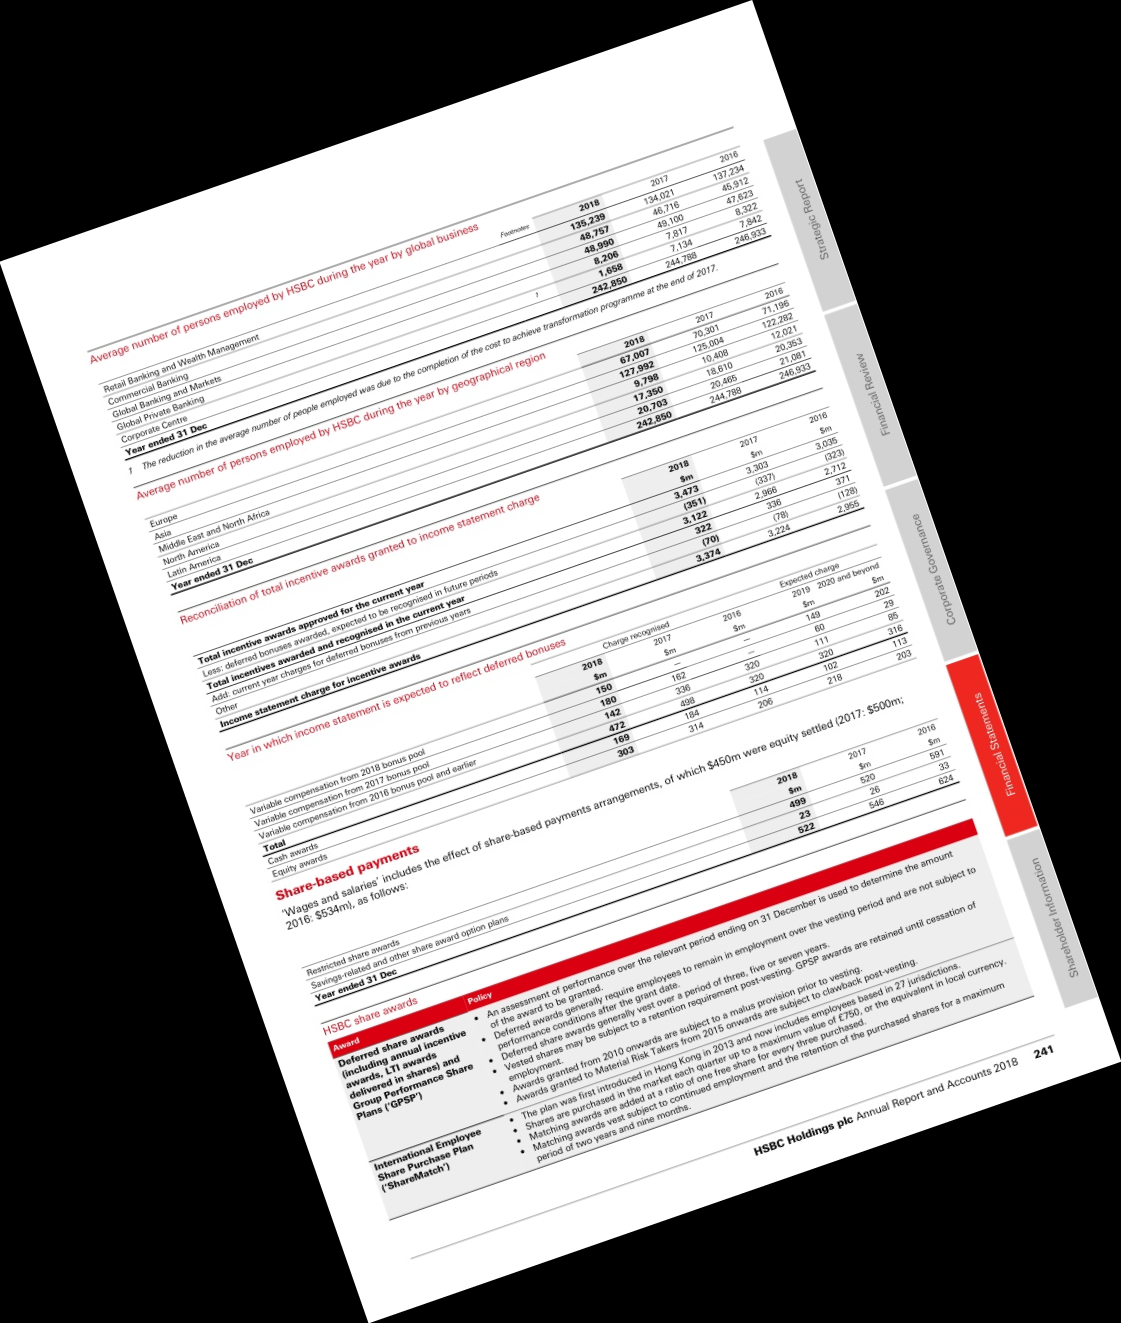 Average number of persons employed by HSBC during the year by global business
Footnotes 2018 2017 2016
Retail Banking and Wealth Management 135,239 134,021 137,234
Commercial Banking 48,757 46,716 45,912
Global Banking and Markets 48,990 49,100 47,623
Global Private Banking 8,206 7,817 8,322
Corporate Centre 1 1,658 7,134 7,842
Year ended 31 Dec 242,850 244,788 246,933
1 The reduction in the average number of people employed was due to the completion of the cost to achieve transformation programme at the end of 2017.
Average number of persons employed by HSBC during the year by geographical region
2018 2017 2016
Europe 67,007 70,301 71,196
Asia 127,992 125,004 122,282
Middle East and North Africa 9,798 10,408 12,021
North America 17,350 18,610 20,353
Latin America 20,703 20,465 21,081
Year ended 31 Dec 242,850 244,788 246,933
Reconciliation of total incentive awards granted to income statement charge
2018 2017 2016
$m $m $m
Total incentive awards approved for the current year 3,473 3,303 3,035
Less: deferred bonuses awarded, expected to be recognised in future periods (351) (337) (323)
Total incentives awarded and recognised in the current year 3,122 2,966 2,712
Add: current year charges for deferred bonuses from previous years 322 336 371
Other (70) (78) (128)
Income statement charge for incentive awards 3,374 3,224 2,955
Year in which income statement is expected to reflect deferred bonuses
Charge recognised Expected charge
2018 2017 2016 2019 2020 and beyond
$m $m $m $m $m
Variable compensation from 2018 bonus pool 150 — — 149 202
Variable compensation from 2017 bonus pool 180 162 — 60 29
Variable compensation from 2016 bonus pool and earlier 142 336 320 111 85
Total 472 498 320 320 316
Cash awards 169 184 114 102 113
Equity awards 303 314 206 218 203
Share-based payments
'Wages and salaries' includes the effect of share-based payments arrangements, of which $450m were equity settled (2017: $500m;
2016: $534m), as follows:
2018 2017 2016
$m $m $m
Restricted share awards 499 520 591
Savings-related and other share award option plans 23 26 33
Year ended 31 Dec 522 546 624
HSBC share awards
Award Policy
Deferred share awards
(including annual incentive
awards, LTI awards
delivered in shares) and
Group Performance Share
Plans ('GPSP')
• An assessment of performance over the relevant period ending on 31 December is used to determine the amount
of the award to be granted.
• Deferred awards generally require employees to remain in employment over the vesting period and are not subject to
performance conditions after the grant date.
• Deferred share awards generally vest over a period of three, five or seven years.
• Vested shares may be subject to a retention requirement post-vesting. GPSP awards are retained until cessation of
employment.
• Awards granted from 2010 onwards are subject to a malus provision prior to vesting.
• Awards granted to Material Risk Takers from 2015 onwards are subject to clawback post-vesting.
International Employee
Share Purchase Plan
('ShareMatch')
• The plan was first introduced in Hong Kong in 2013 and now includes employees based in 27 jurisdictions.
• Shares are purchased in the market each quarter up to a maximum value of £750, or the equivalent in local currency.
• Matching awards are added at a ratio of one free share for every three purchased.
• Matching awards vest subject to continued employment and the retention of the purchased shares for a maximum
period of two years and nine months.
HSBC Holdings plc Annual Report and Accounts 2018 241
Strategic Report
Financial Review
Corporate Governance
Financial Statements
Shareholder Information